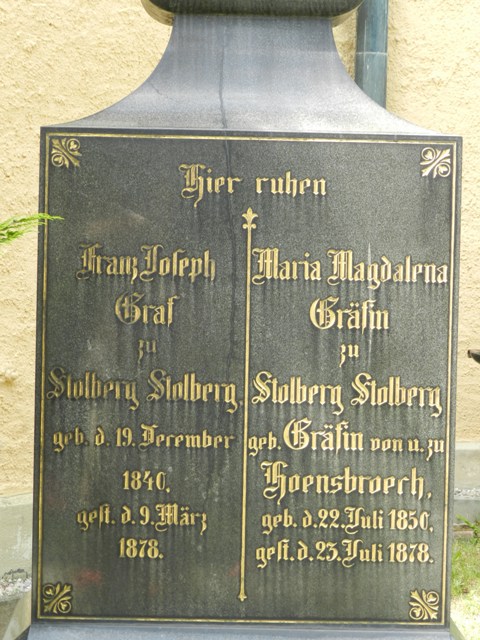 Hier ruhen
Franz Joseph
Graf
zu
Stolberg Stolberg,
geb. d. 19. December
1840.
gest. d. 9. März
1878.
Maria Magdalena
Gräfin
zu
Stolberg Stolberg
geb. Gräfin von u. zu
Hoensbroech,
geb. d. 22. Juli 1850.
gest. d. 23. Juli 1878.